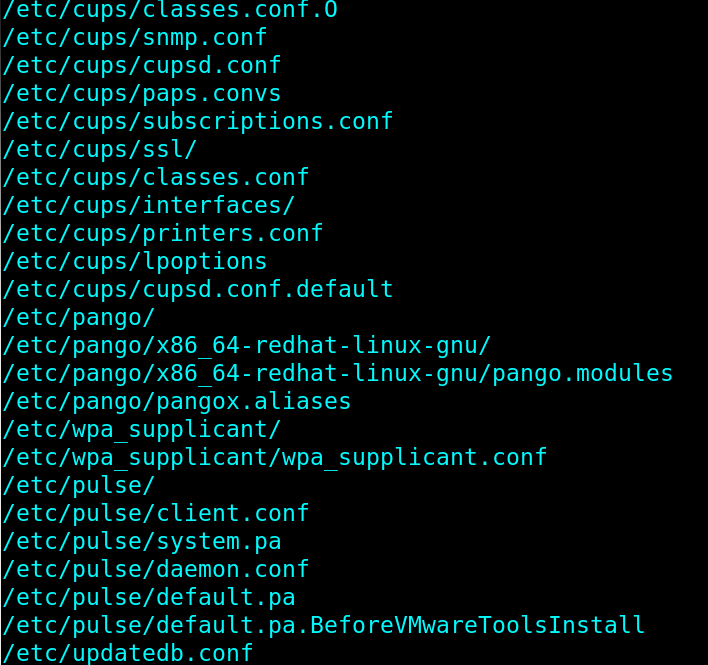 /etc/cups/classes.conf.O
/etc/cups/snmp.conf
/etc/cups/cupsd.conf
/etc/cups/paps.convs
/etc/cups/subscriptions.conf
/etc/cups/ssl/
/etc/cups/classes.conf
/etc/cups/interfaces/
/etc/cups/printers.conf
/etc/cups/lpoptions
/etc/cups/cupsd.conf.default
/etc/pango/
/etc/pango/x86_64-redhat-linux-gnu/
/etc/pango/x86_64-redhat-linux-gnu/pango.modules
/etc/pango/pangox.aliases
/etc/wpa_supplicant/
/etc/wpa_supplicant/wpa_supplicant.conf
/etc/pulse/
/etc/pulse/client.conf
/etc/pulse/system.pa
/etc/pulse/daemon.conf
/etc/pulse/default.pa
/etc/pulse/default.pa.BeforeVMwareToolsInstall
/etc/updatedb.conf